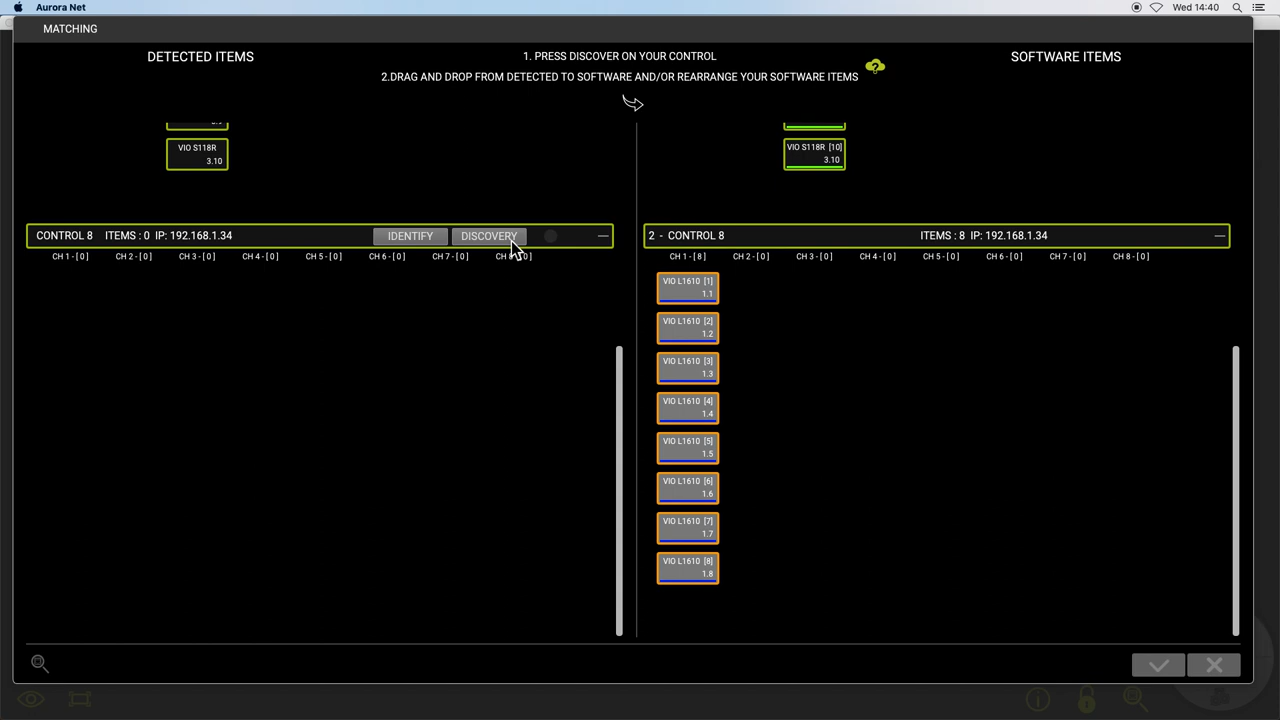 Aurora Net
Wed 14:40
MATCHING
DETECTED ITEMS
1. PRESS DISCOVER ON YOUR CONTROL
SOFTWARE ITEMS
2.DRAG AND DROP FROM DETECTED TO SOFTWARE AND/OR REARRANGE YOUR SOFTWARE ITEMS
VIO S118R
3.10
VIO S118R [10]
3.10
CONTROL 8 ITEMS : 0 IP: 192.168.1.34 IDENTIFY DISCOVERY
CH 1 - [ 0 ] CH 2 - [ 0 ] CH 3 - [ 0 ] CH 4 - [ 0 ] CH 5 - [ 0 ] CH 6 - [ 0 ] CH 7 - [ 0 ]
2 - CONTROL 8 ITEMS : 8 IP: 192.168.1.34
CH 1 - [ 8 ] CH 2 - [ 0 ] CH 3 - [ 0 ] CH 4 - [ 0 ] CH 5 - [ 0 ] CH 6 - [ 0 ] CH 7 - [ 0 ] CH 8 - [ 0 ]
VIO L1610 [1]
1.1
VIO L1610 [2]
1.2
VIO L1610 [3]
1.3
VIO L1610 [4]
1.4
VIO L1610 [5]
1.5
VIO L1610 [6]
1.6
VIO L1610 [7]
1.7
VIO L1610 [8]
1.8